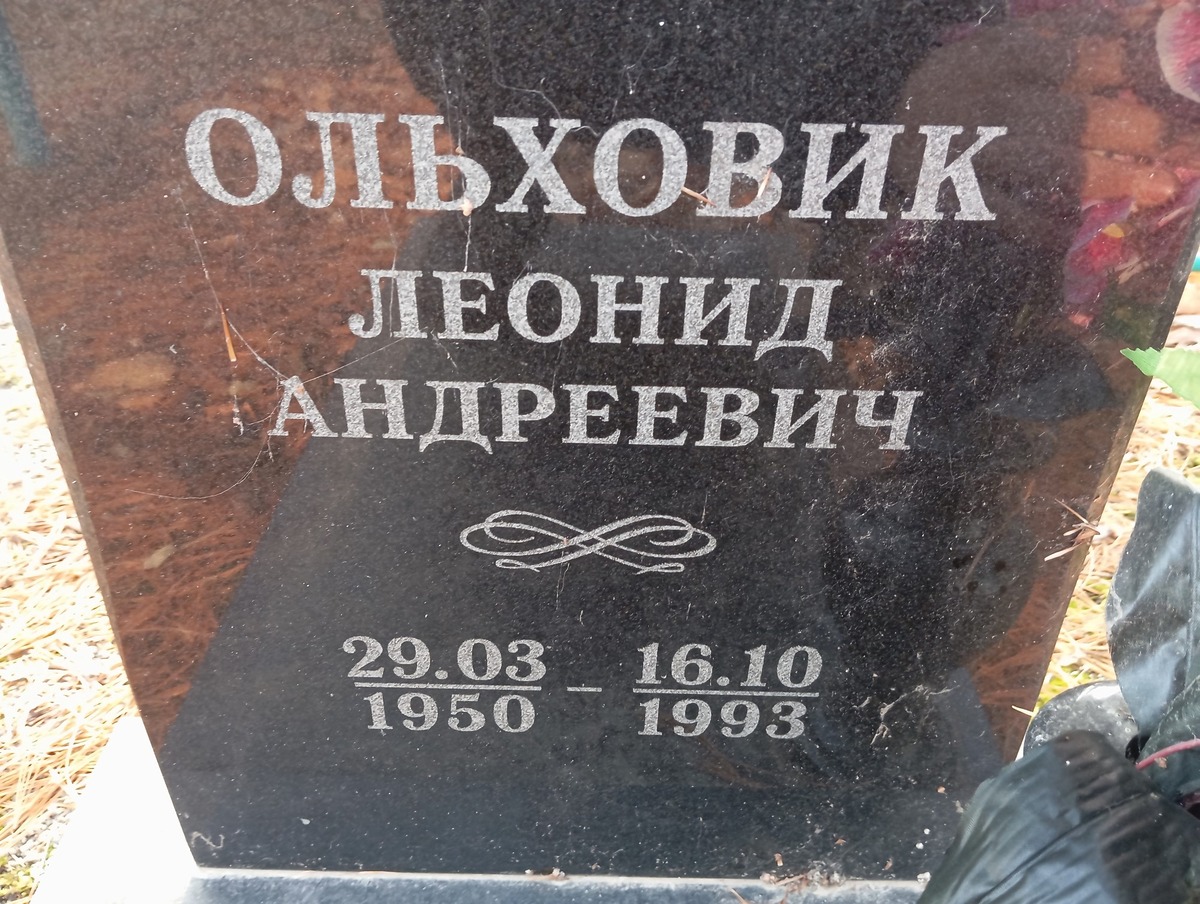 ОЛЬХОВИК
ЛЕОНИД
АНДРЕЕВИЧ
29.03 – 16.10
1950 1993